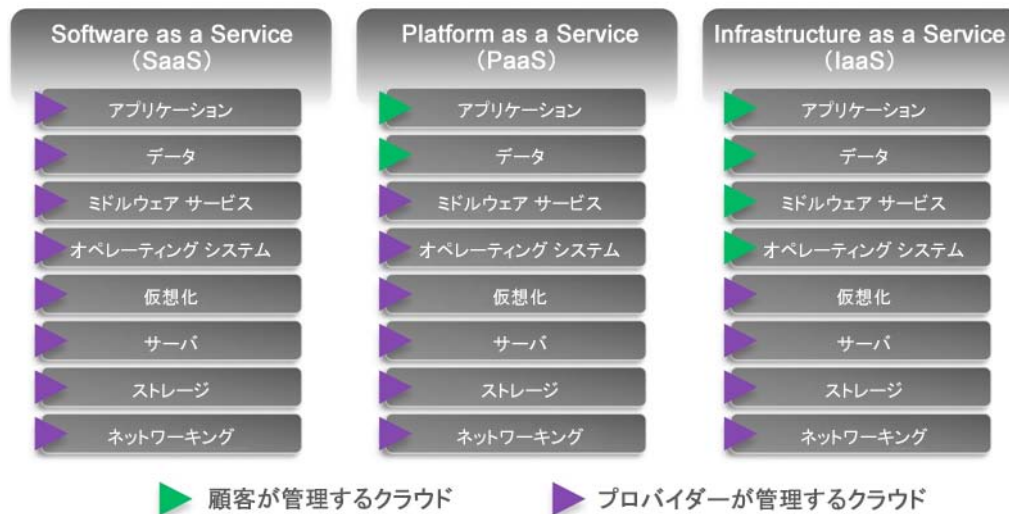 Software as a Service
(SaaS)
アプリケーション
データ
ミドルウェア サービス
オペレーティング システム
仮想化
サーバ
ストレージ
ネットワーキング
Platform as a Service
(PaaS)
アプリケーション
データ
ミドルウェア サービス
オペレーティング システム
仮想化
サーバ
ストレージ
ネットワーキング
Infrastructure as a Service
(IaaS)
アプリケーション
データ
ミドルウェア サービス
オペレーティング システム
仮想化
サーバ
ストレージ
ネットワーキング
顧客が管理するクラウド
プロバイダーが管理するクラウド